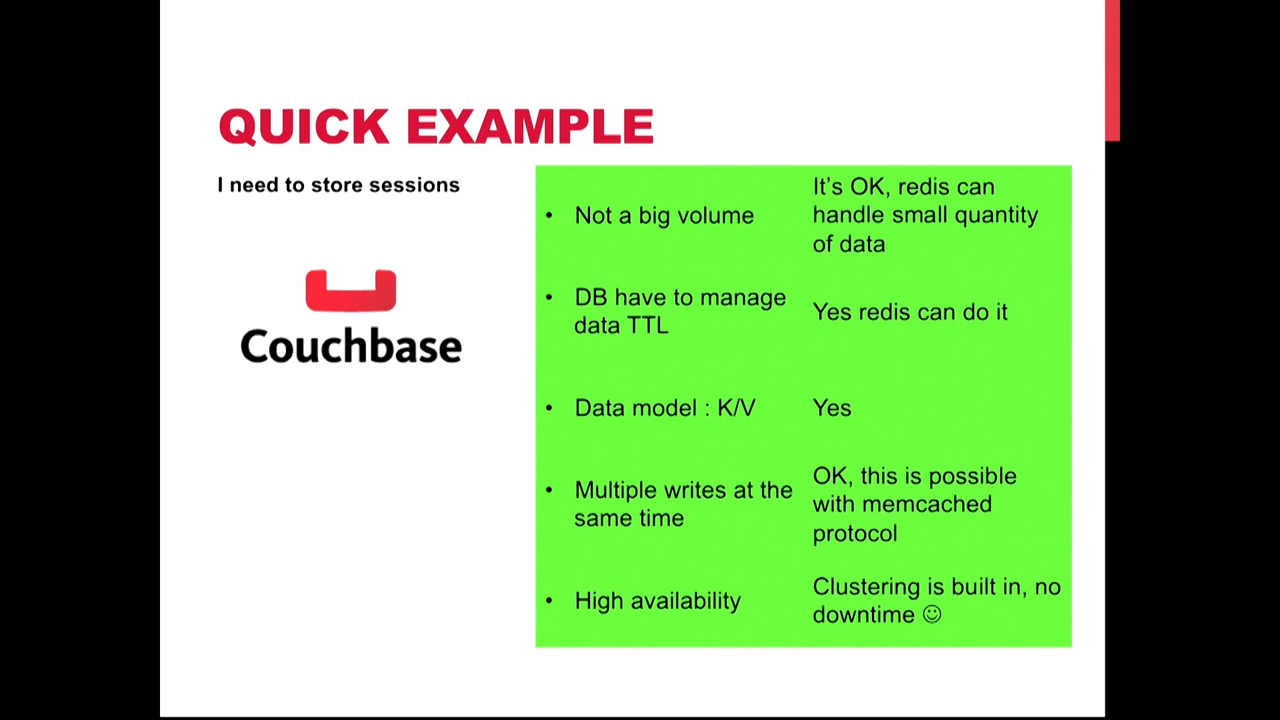 QUICK EXAMPLE
I need to store sessions
Couchbase
• Not a big volume
It’s OK, redis can
handle small quantity
of data
• DB have to manage
data TTL
Yes redis can do it
• Data model : K/V
Yes
• Multiple writes at the
same time
OK, this is possible
with memcached
protocol
• High availability
Clustering is built in, no
downtime ☺